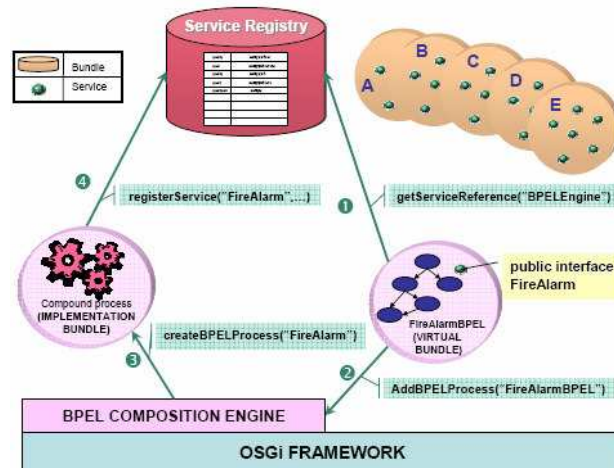 Service Registry
Bundle
Service
A
B
C
D
E
4
registerService("FireAlarm",...)
1
getServiceReference("BPELEngine")
Compound process
(IMPLEMENTATION
BUNDLE)
public interface
FireAlarm
FireAlarmBPEL
(VIRTUAL
BUNDLE)
createBPELProcess("FireAlarm")
3
2
AddBPELProcess("FireAlarmBPEL")
BPEL COMPOSITION ENGINE
OSGi FRAMEWORK